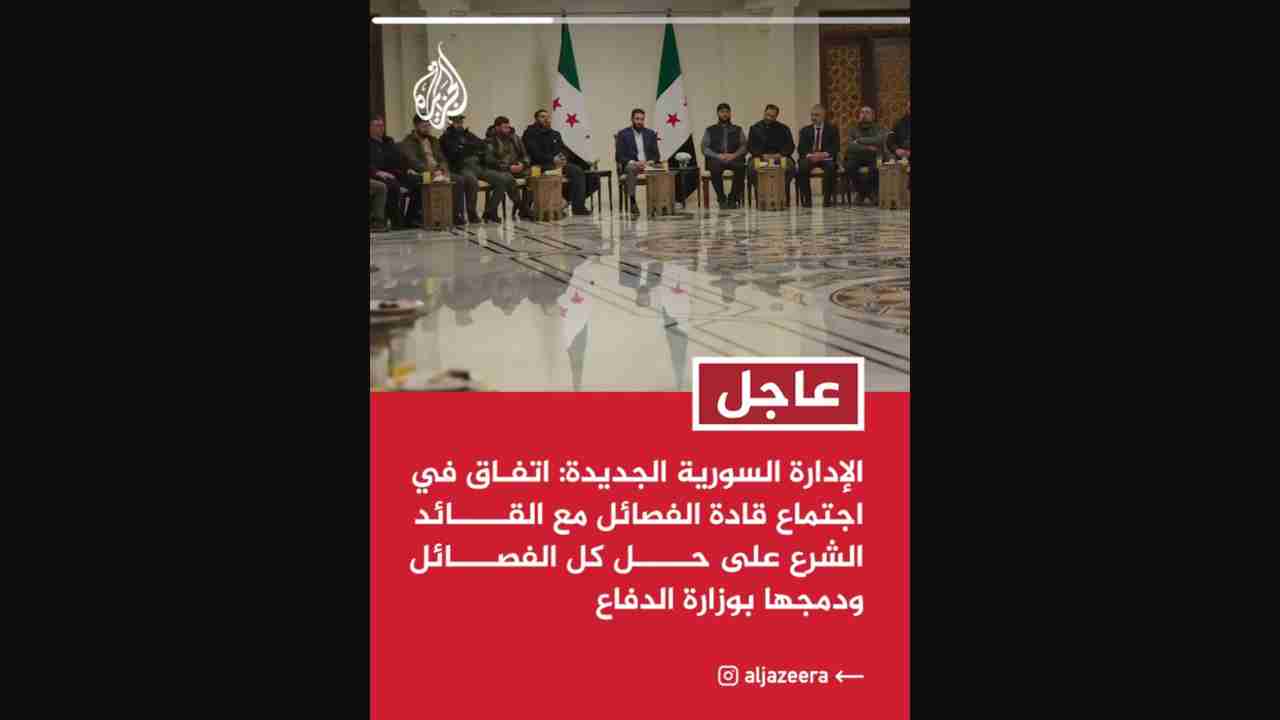 الجزيرة
عاجل
الإدارة السورية الجديدة: اتفاق في
اجتماع قادة الفصائل مع القائد
الشرع على حل كل الفصائل
ودمجها بوزارة الدفاع
aljazeera